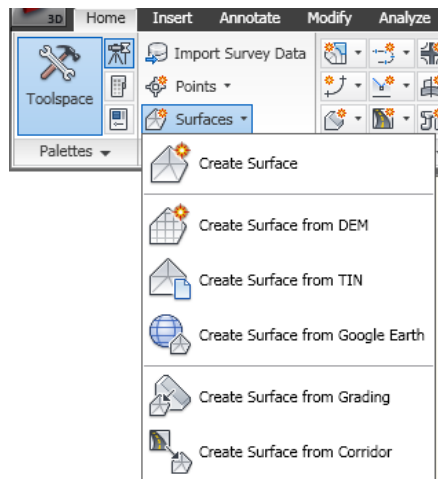 3D Home Insert Annotate Modify Analyze
Import Survey Data
Toolspace
Points
Surfaces
Palettes
Create Surface
Create Surface from DEM
Create Surface from TIN
Create Surface from Google Earth
Create Surface from Grading
Create Surface from Corridor